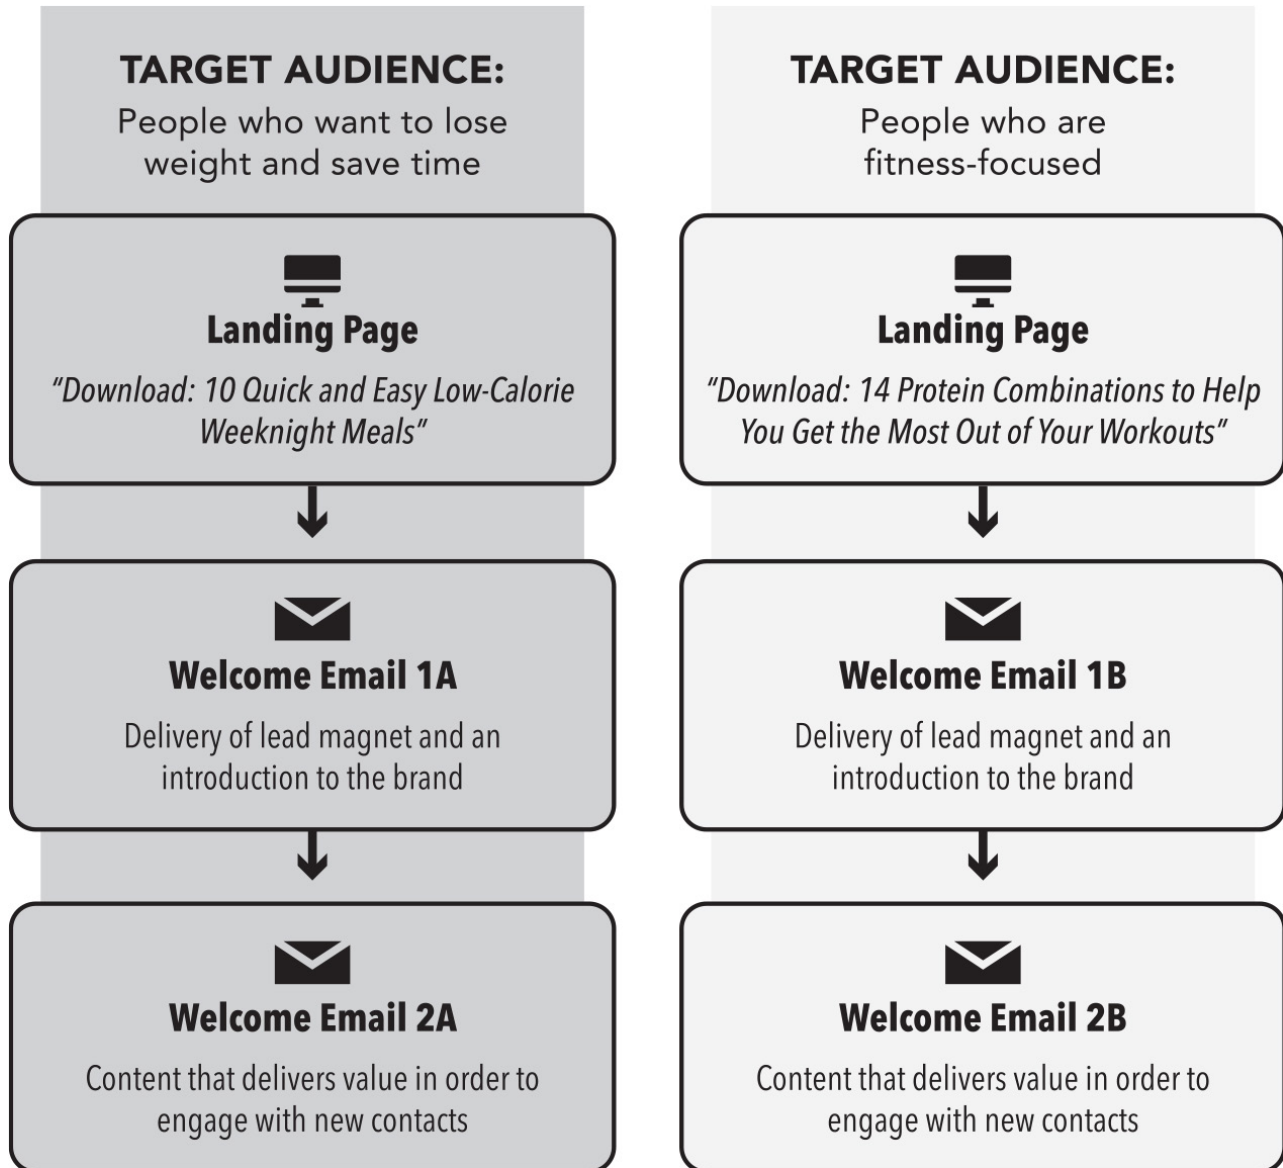 TARGET AUDIENCE:
People who want to lose
weight and save time
Landing Page
“Download: 10 Quick and Easy Low-Calorie
Weeknight Meals”
Welcome Email 1A
Delivery of lead magnet and an
introduction to the brand
Welcome Email 2A
Content that delivers value in order to
engage with new contacts
TARGET AUDIENCE:
People who are
fitness-focused
Landing Page
“Download: 14 Protein Combinations to Help
You Get the Most Out of Your Workouts”
Welcome Email 1B
Delivery of lead magnet and an
introduction to the brand
Welcome Email 2B
Content that delivers value in order to
engage with new contacts